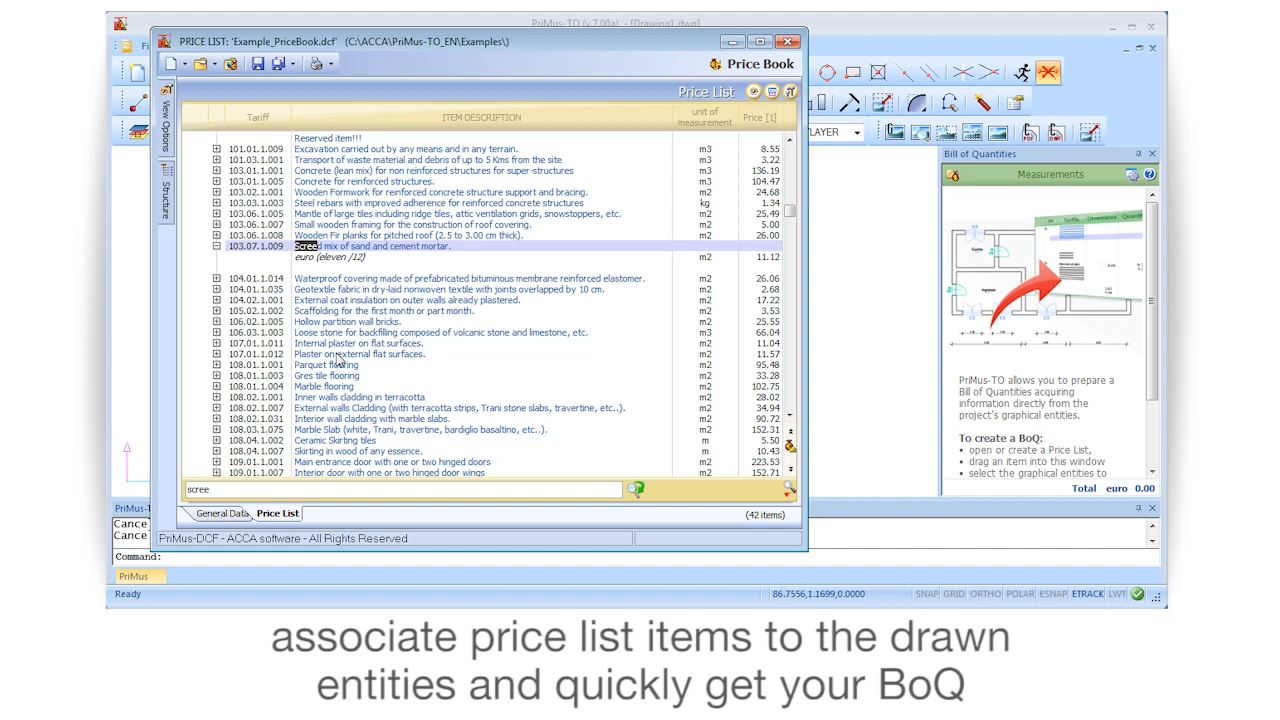 PriMus-TO (v.7.00a) - [Drawing1.dwg]
PRICE LIST: 'Example_PriceBook.dcf' (C:\ACCA\PriMus-TO_EN\Examples\)
Fi
Price Book
Price List
View Options
Structure
Tariff ITEM DESCRIPTION unit of measurement Price [1]
Reserved item!!!
101.01.1.009 Excavation carried out by any means and in any terrain. m3 8.55
101.03.1.001 Transport of waste material and debris of up to 5 Kms from the site m3 3.22
103.01.1.001 Concrete (lean mix) for non reinforced structures for super-structures m3 136.19
103.01.1.005 Concrete for reinforced structures. m3 104.47
103.02.1.001 Wooden Formwork for reinforced concrete structure support and bracing. m2 24.68
103.03.1.003 Steel rebars with improved adherence for reinforced concrete structures kg 1.34
103.06.1.005 Mantle of large tiles including ridge tiles, attic ventilation grids, snowstoppers, etc. m2 25.49
103.06.1.007 Small wooden framing for the construction of roof covering. m2 5.00
103.06.1.008 Wooden Fir planks for pitched roof (2.5 to 3.00 cm thick). m2 26.00
103.07.1.009 Screed mix of sand and cement mortar.
euro (eleven /12) m2 11.12
104.01.1.014 Waterproof covering made of prefabricated bituminous membrane reinforced elastomer. m2 26.06
104.01.1.035 Geotextile fabric in dry-laid nonwoven textile with joints overlapped by 10 cm. m2 2.68
104.02.1.001 External coat insulation on outer walls already plastered. m2 17.22
105.02.1.002 Scaffolding for the first month or part month. m2 3.53
106.02.1.005 Hollow partition wall bricks. m2 25.55
106.03.1.003 Loose stone for backfilling composed of volcanic stone and limestone, etc. m3 66.04
107.01.1.011 Internal plaster on flat surfaces. m2 11.04
107.01.1.012 Plaster on external flat surfaces. m2 11.57
108.01.1.001 Parquet flooring m2 95.48
108.01.1.003 Gres tile flooring m2 33.28
108.01.1.004 Marble flooring m2 102.75
108.02.1.001 Inner walls cladding in terracotta m2 28.02
108.02.1.007 External walls Cladding (with terracotta strips, Trani stone slabs, travertine, etc..). m2 34.94
108.02.1.031 Interior wall cladding with marble slabs. m2 90.72
108.03.1.075 Marble Slab (white, Trani, travertine, bardiglio basaltino, etc..). m2 152.31
108.04.1.002 Ceramic Skirting tiles m 5.50
108.04.1.007 Skirting in wood of any essence. m 10.43
109.01.1.001 Main entrance door with one or two hinged doors m2 223.53
109.03.1.007 Interior door with one or two hinged door wings m2 152.71
scree
General Data Price List (42 items)
PriMus-DCF - ACCA software - All Rights Reserved
LAYER
PDF DWF
Bill of Quantities
Measurements
Tariffs Dimensions
PriMus-TO allows you to prepare a
Bill of Quantities acquiring
information directly from the
project's graphical entities.
To create a BoQ:
• open or create a Price List,
• drag an item into this window
• select the graphical entities to
Total euro 0.00
PriMus-T
Cance
Cance
Command:
PriMus
Ready 86.7556,1.1699,0.0000 SNAP GRID ORTHO POLAR ESNAP ETRACK LWT
associate price list items to the drawn
entities and quickly get your BoQ